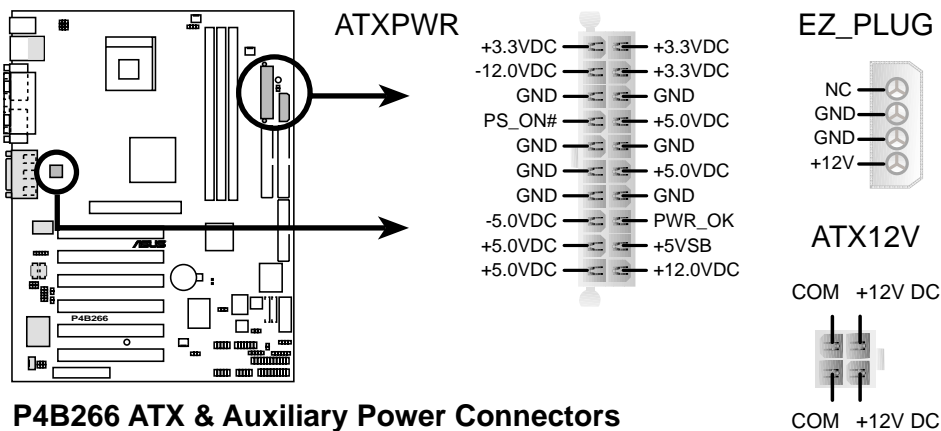 ATXPWR
EZ_PLUG
+3.3VDC +3.3VDC
-12.0VDC +3.3VDC
GND GND
PS_ON# +5.0VDC
GND GND
GND +5.0VDC
GND GND
-5.0VDC PWR_OK
+5.0VDC +5VSB
+5.0VDC +12.0VDC
NC
GND
GND
+12V
ATX12V
COM +12V DC
COM +12V DC
ASUS
P4B266
P4B266 ATX & Auxiliary Power Connectors